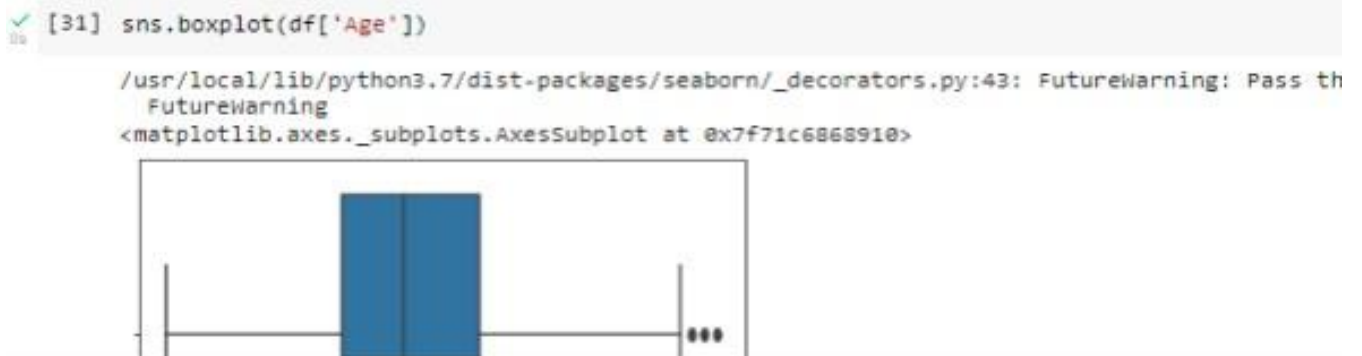 [31] sns.boxplot(df['Age'])
0s
/usr/local/lib/python3.7/dist-packages/seaborn/_decorators.py:43: FutureWarning: Pass th
FutureWarning
<matplotlib.axes._subplots.AxesSubplot at 0x7f71c6868910>